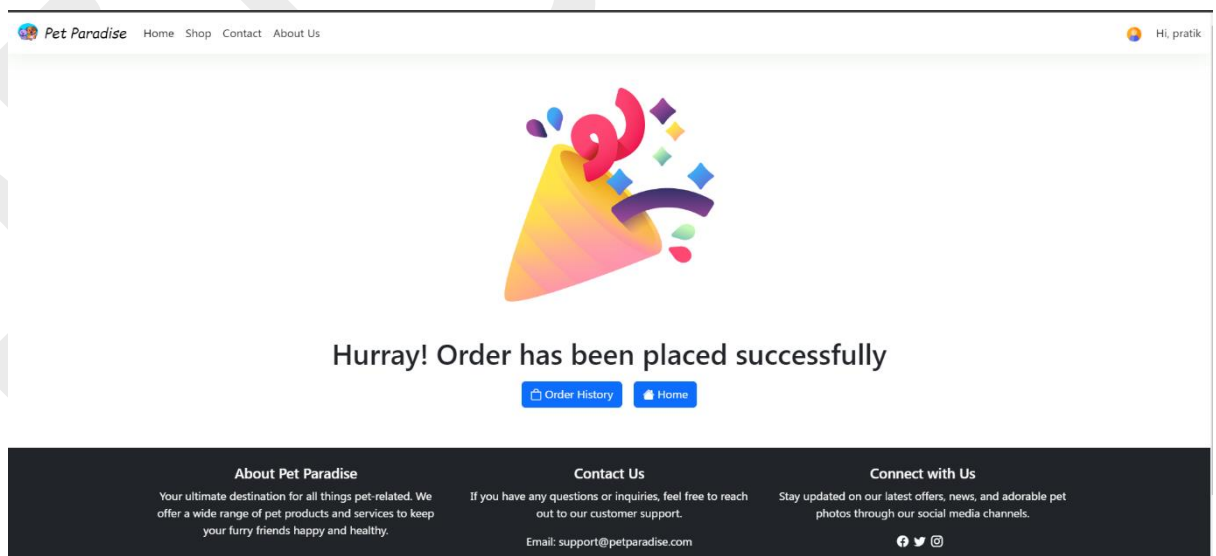 Pet Paradise Home Shop Contact About Us Hi, pratik
Hurray! Order has been placed successfully
Order History Home
About Pet Paradise
Your ultimate destination for all things pet-related. We
offer a wide range of pet products and services to keep
your furry friends happy and healthy.
Contact Us
If you have any questions or inquiries, feel free to reach
out to our customer support.
Email: support@petparadise.com
Connect with Us
Stay updated on our latest offers, news, and adorable pet
photos through our social media channels.